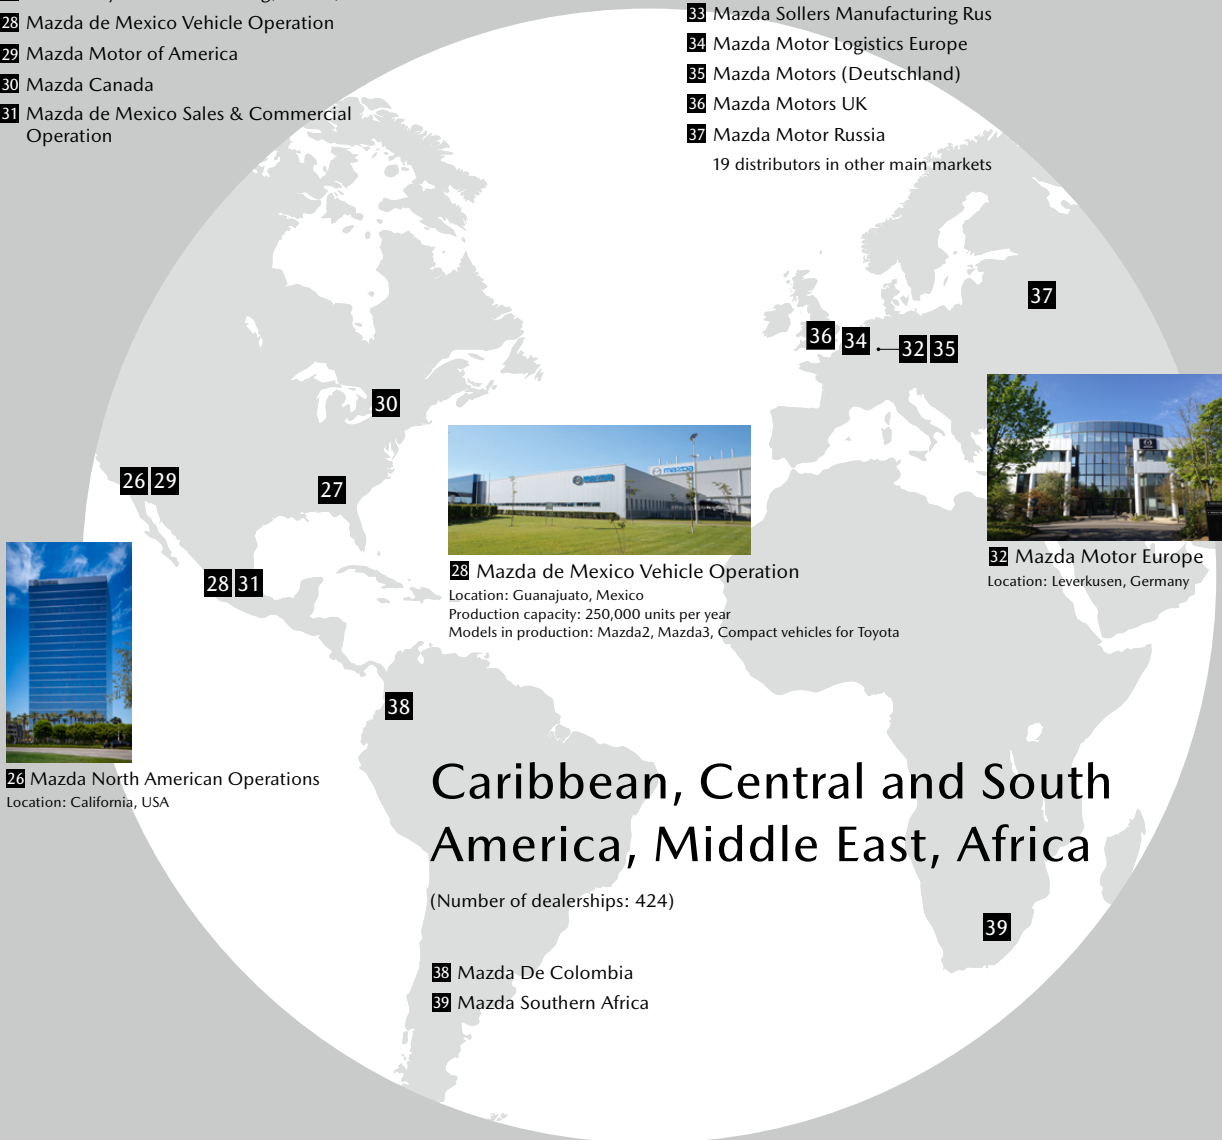 28 Mazda de Mexico Vehicle Operation
29 Mazda Motor of America
30 Mazda Canada
31 Mazda de Mexico Sales & Commercial
Operation
33 Mazda Sollers Manufacturing Rus
34 Mazda Motor Logistics Europe
35 Mazda Motors (Deutschland)
36 Mazda Motors UK
37 Mazda Motor Russia
19 distributors in other main markets
37
36 34 32 35
30
26 29
27
28 31
mazda
28 Mazda de Mexico Vehicle Operation
Location: Guanajuato, Mexico
Production capacity: 250,000 units per year
Models in production: Mazda2, Mazda3, Compact vehicles for Toyota
32 Mazda Motor Europe
Location: Leverkusen, Germany
38
26 Mazda North American Operations
Location: California, USA
Caribbean, Central and South
America, Middle East, Africa
(Number of dealerships: 424)
39
38 Mazda De Colombia
39 Mazda Southern Africa